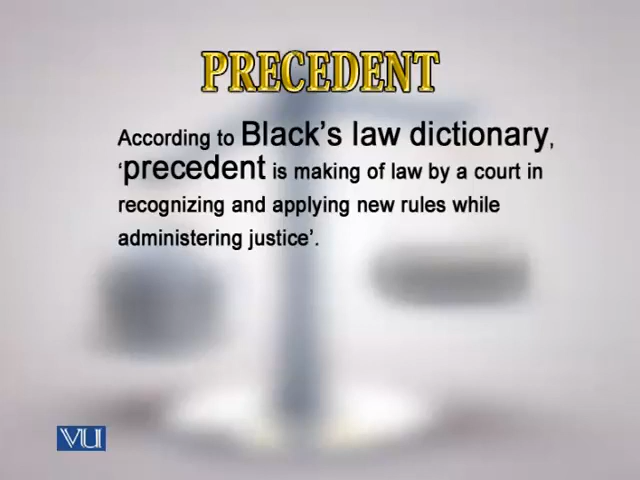 PRECEDENT
According to Black's law dictionary,
‘precedent is making of law by a court in
recognizing and applying new rules while
administering justice’.
VU